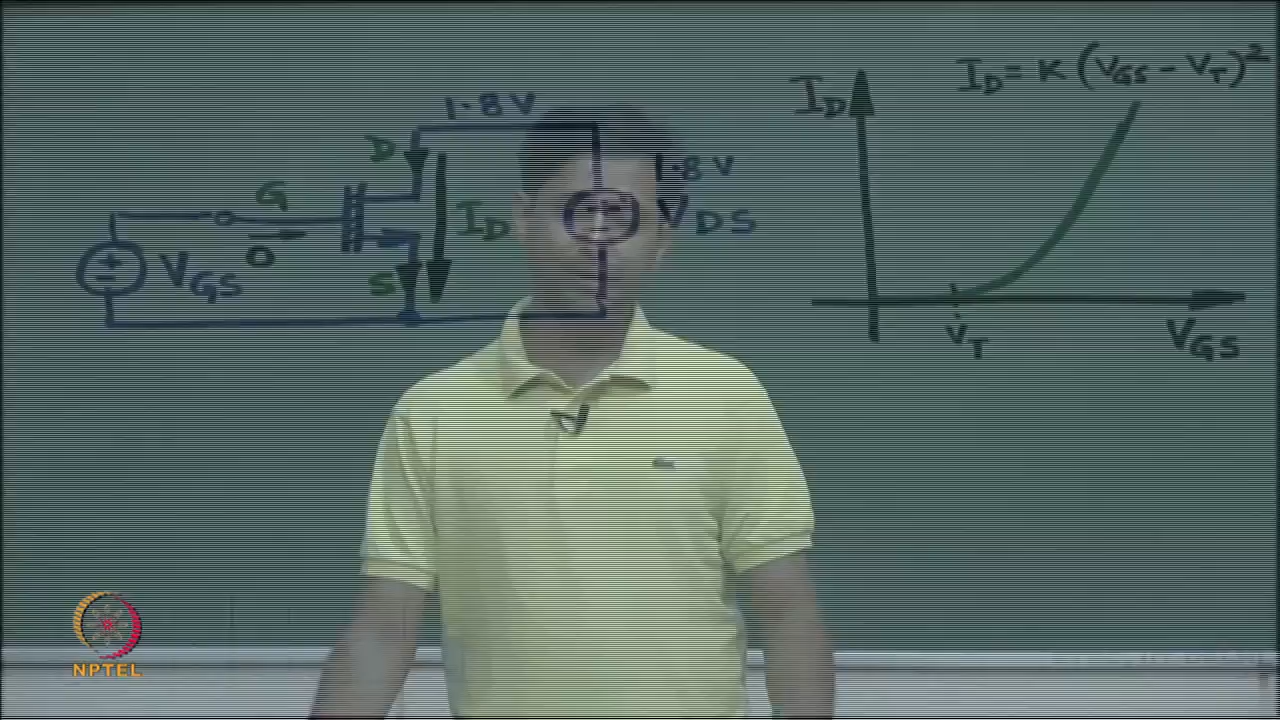 1.8 V
D
G
0
I_D
S
V_GS
+
-
1.8 V
V_DS
I_D
I_D = K (V_GS - V_T)²
V_T
V_GS
NPTEL